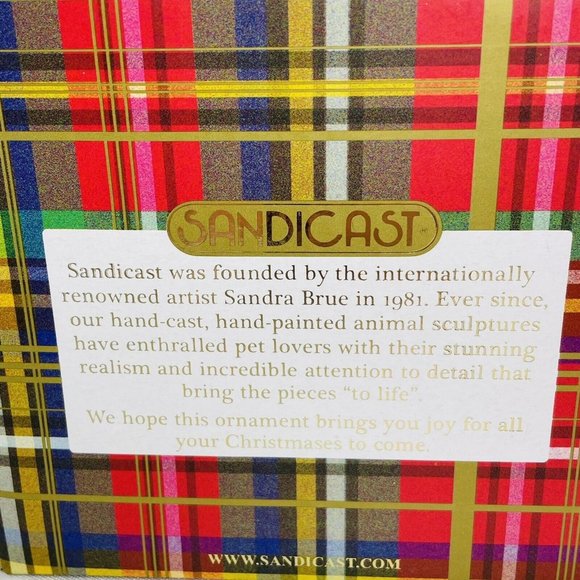 SANDICAST
Sandicast was founded by the internationally
renowned artist Sandra Brue in 1981. Ever since,
our hand-cast, hand-painted animal sculptures
have enthralled pet lovers with their stunning
realism and incredible attention to detail that
bring the pieces “to life”.
We hope this ornament brings you joy for all
your Christmases to come.
WWW.SANDICAST.COM